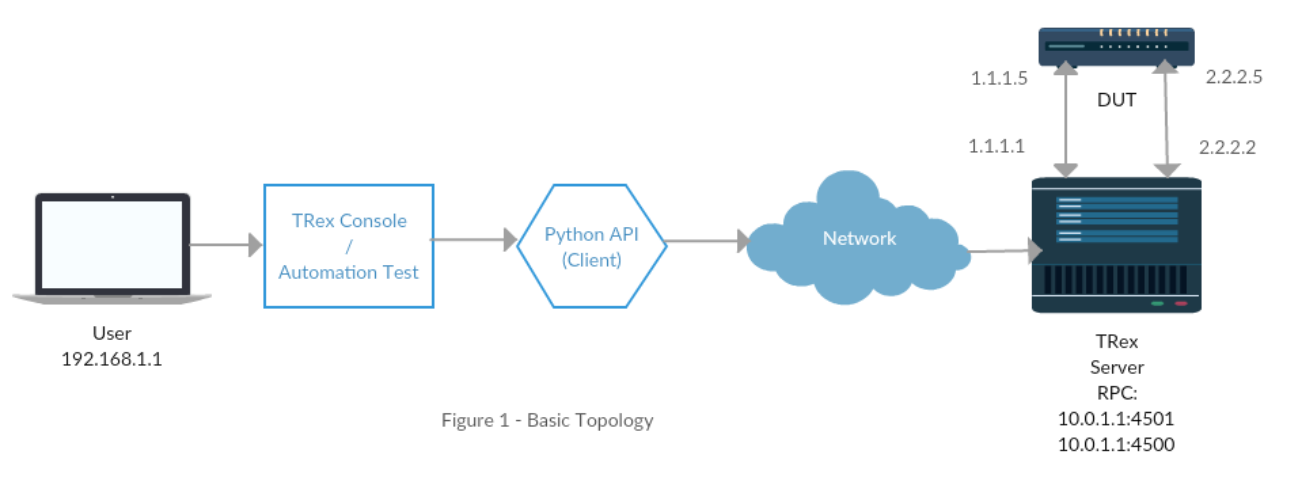 1.1.1.5
2.2.2.5
DUT
1.1.1.1
2.2.2.2
TRex Console
/
Automation Test
Python API
(Client)
Network
User
192.168.1.1
TRex
Server
RPC:
10.0.1.1:4501
10.0.1.1:4500
Figure 1 - Basic Topology